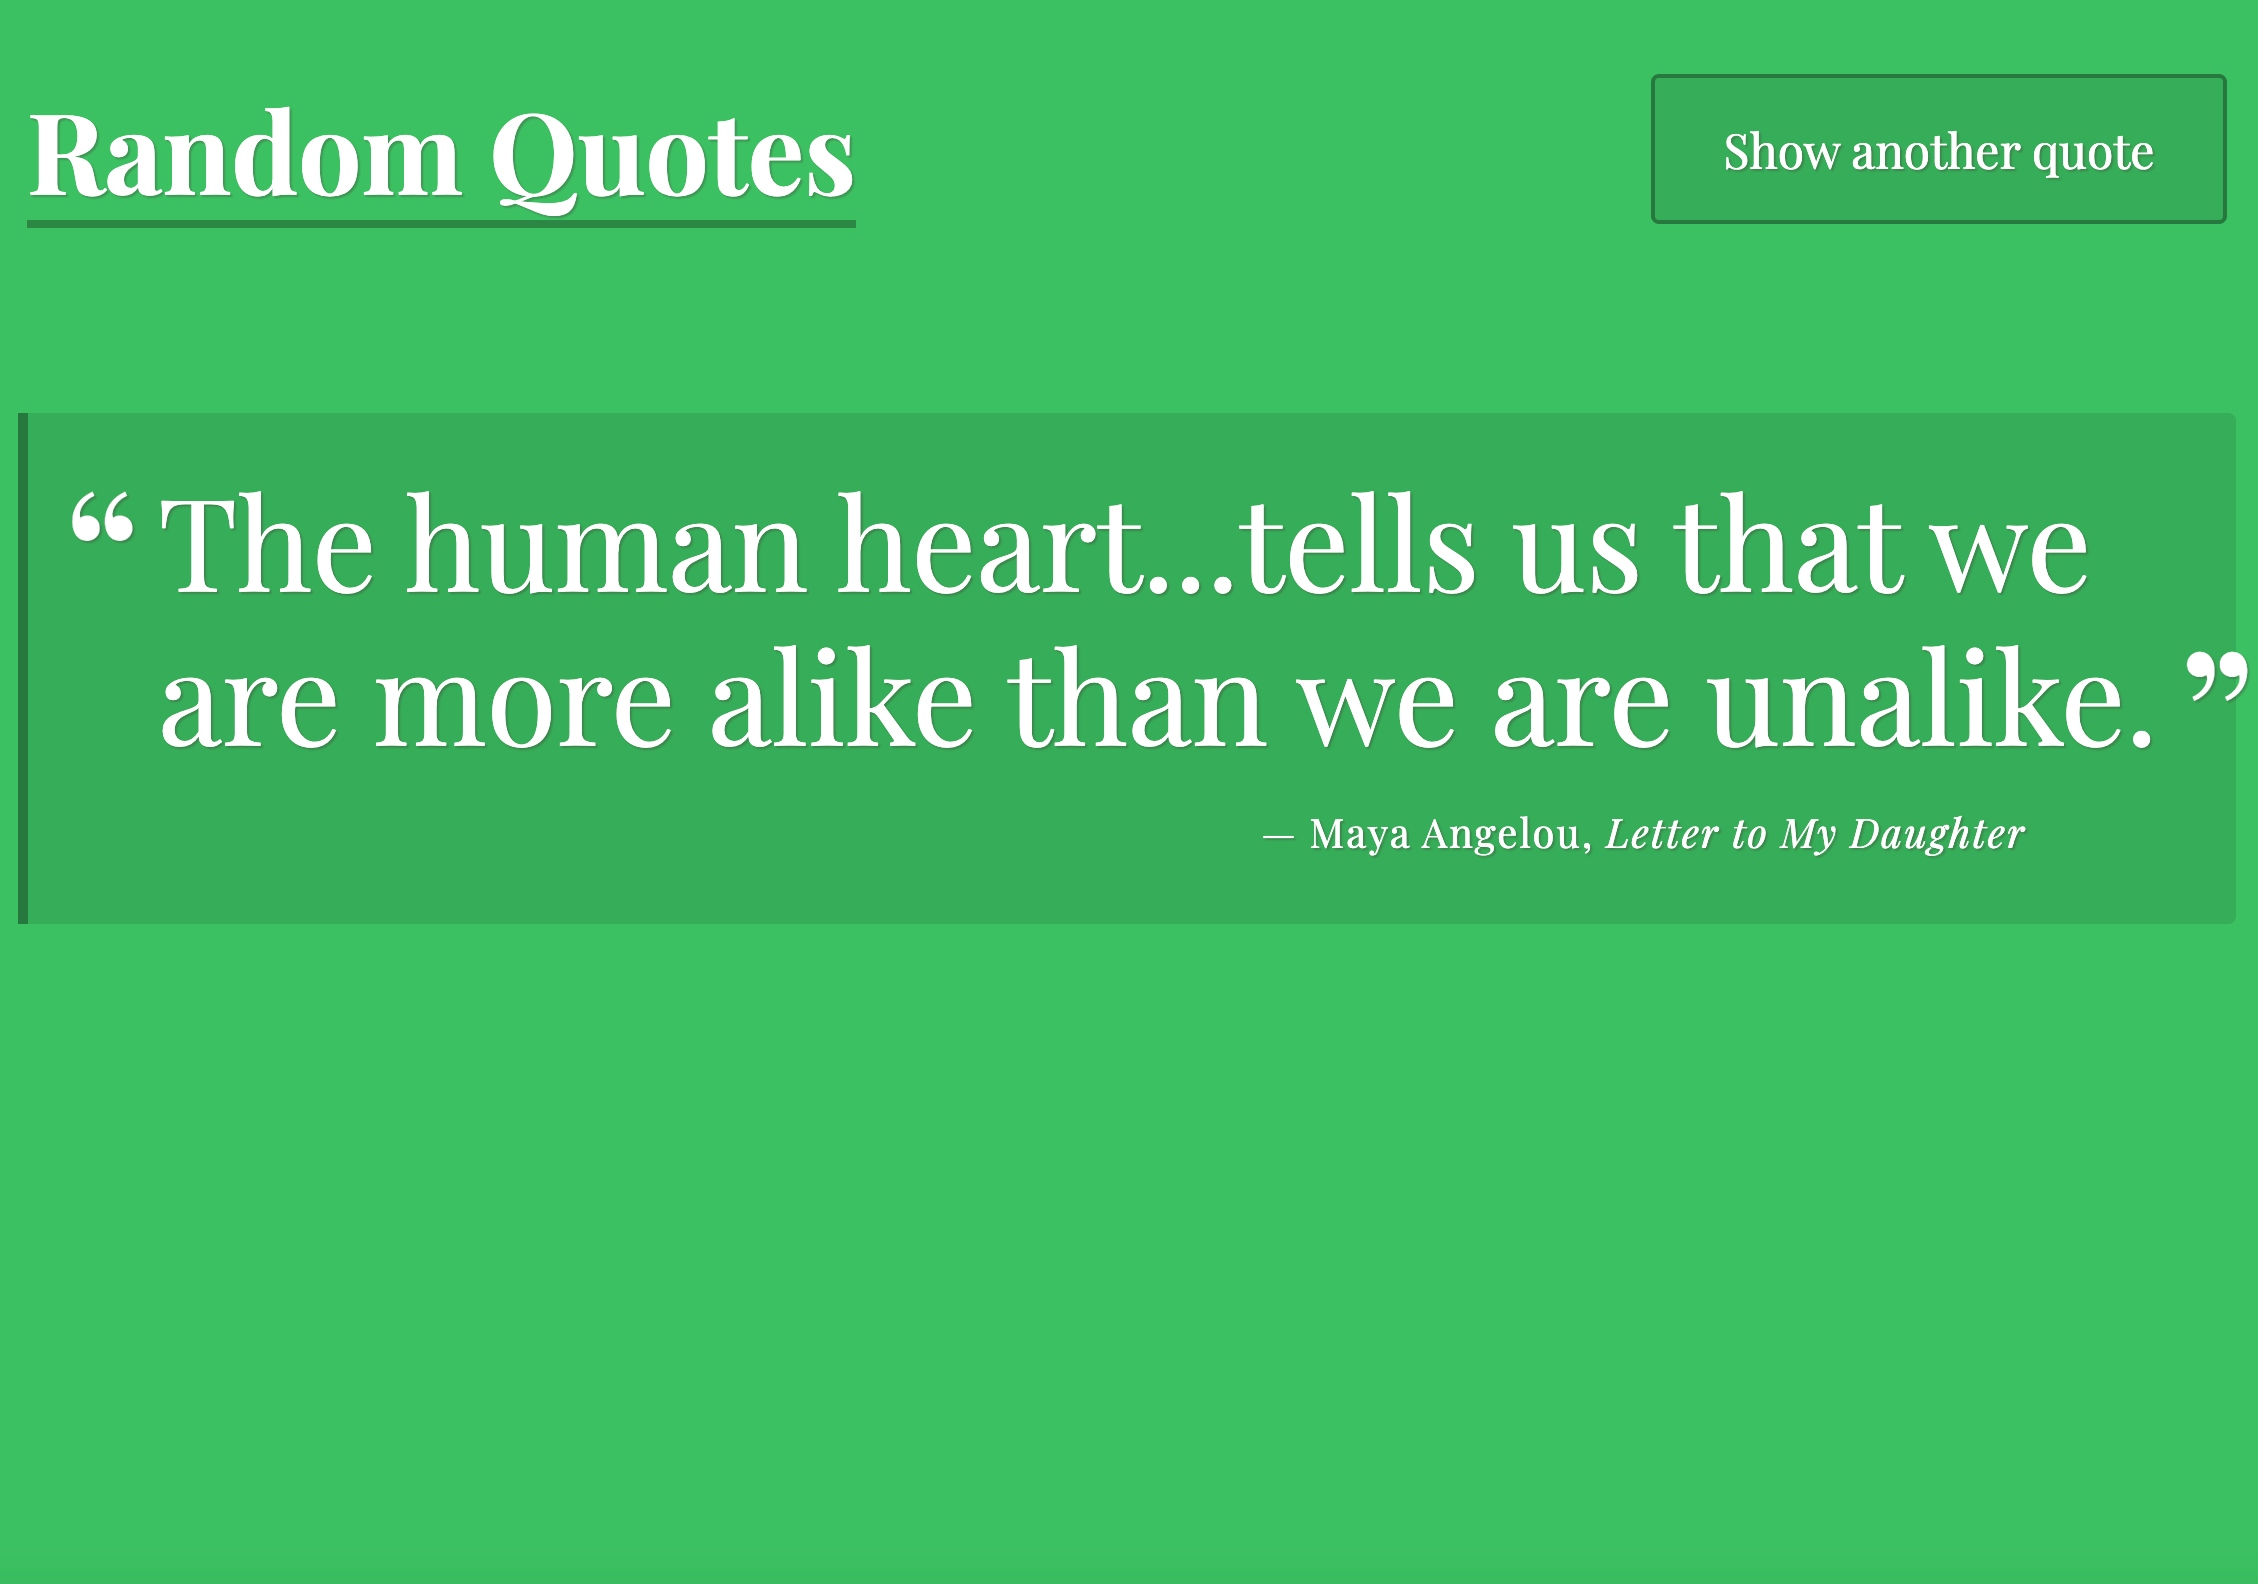 Random Quotes
Show another quote
“The human heart...tells us that we
are more alike than we are unalike.”
— Maya Angelou, Letter to My Daughter